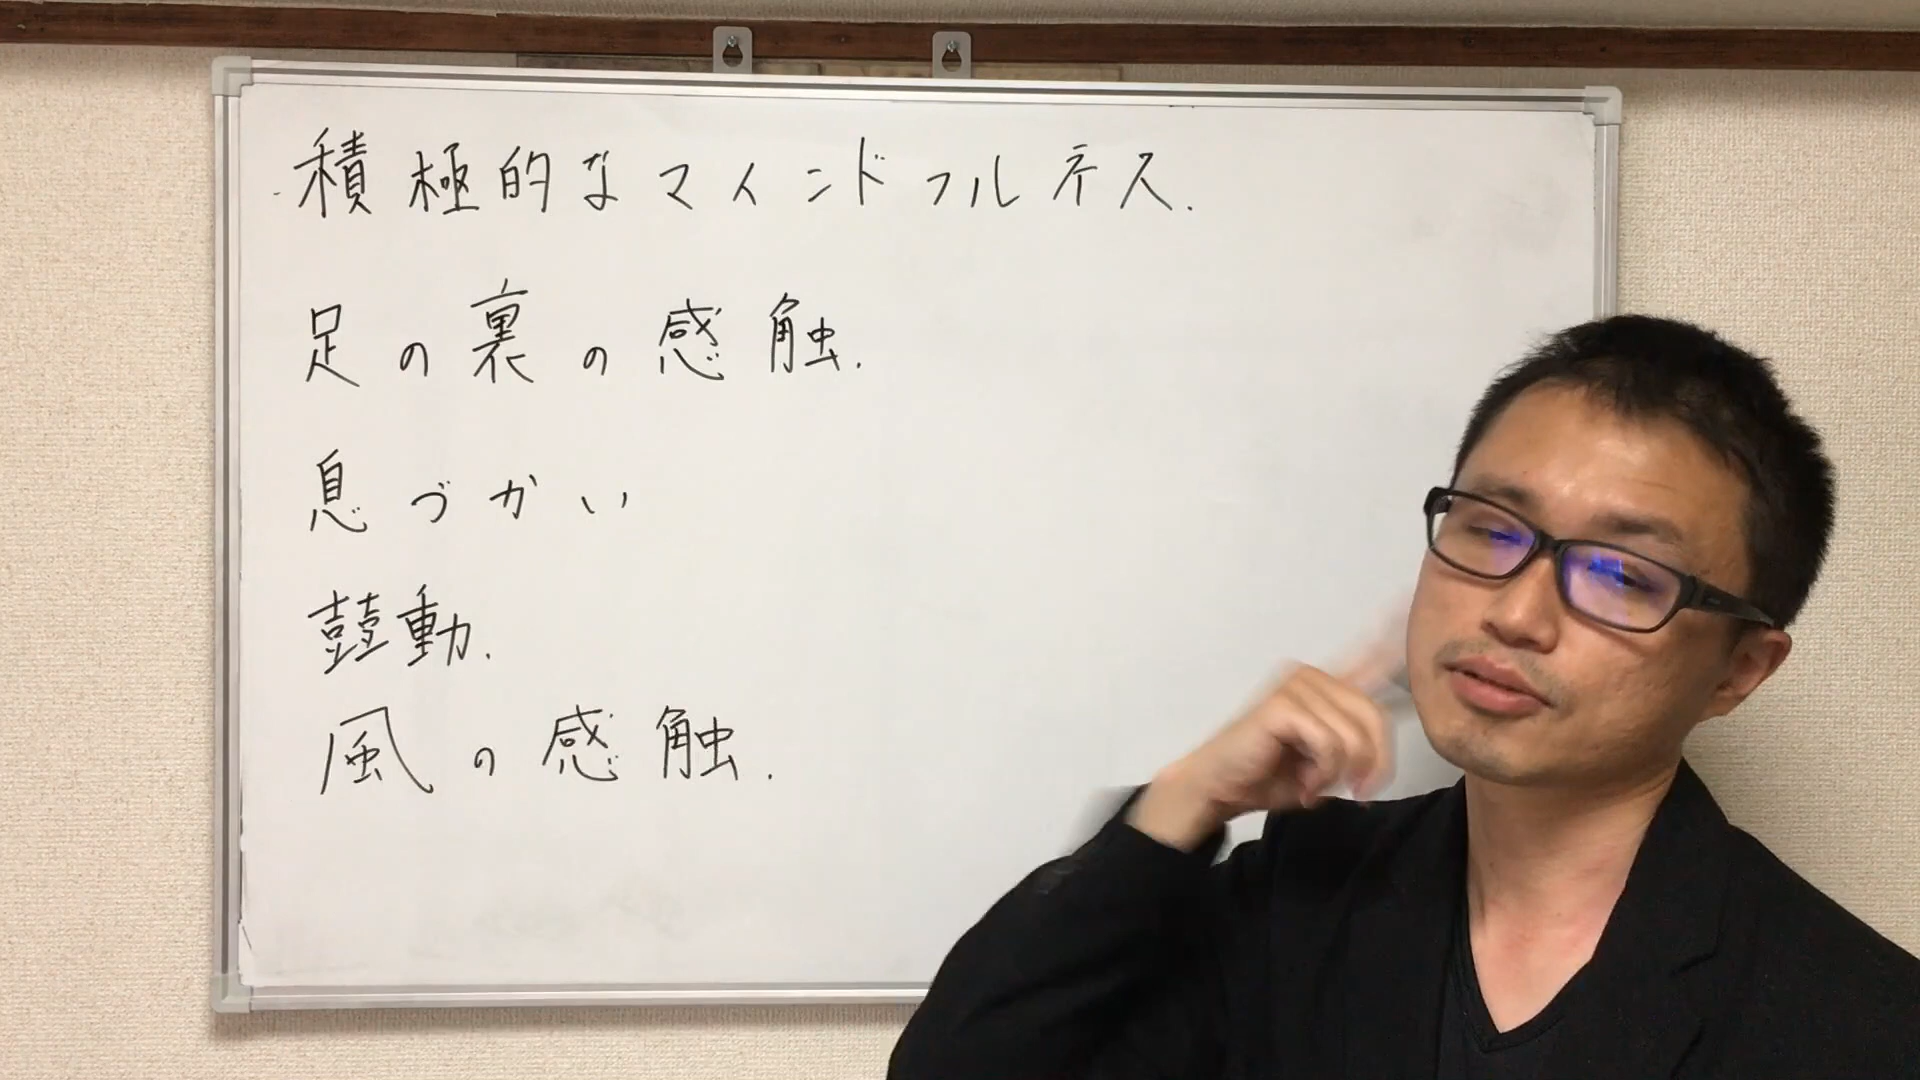 積極的なマインドフルネス.
足の裏の感触.
息づかい
鼓動.
風の感触.